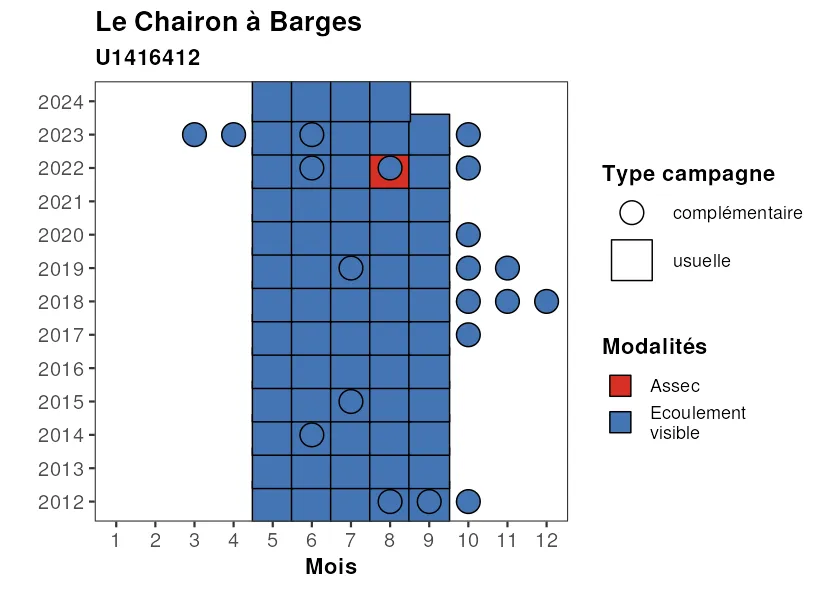 Le Chairon à Barges
U1416412
2024
2023
2022
2021
2020
2019
2018
2017
2016
2015
2014
2013
2012
1 2 3 4 5 6 7 8 9 10 11 12
Mois
Type campagne
complémentaire
usuelle
Modalités
Assec
Ecoulement
visible